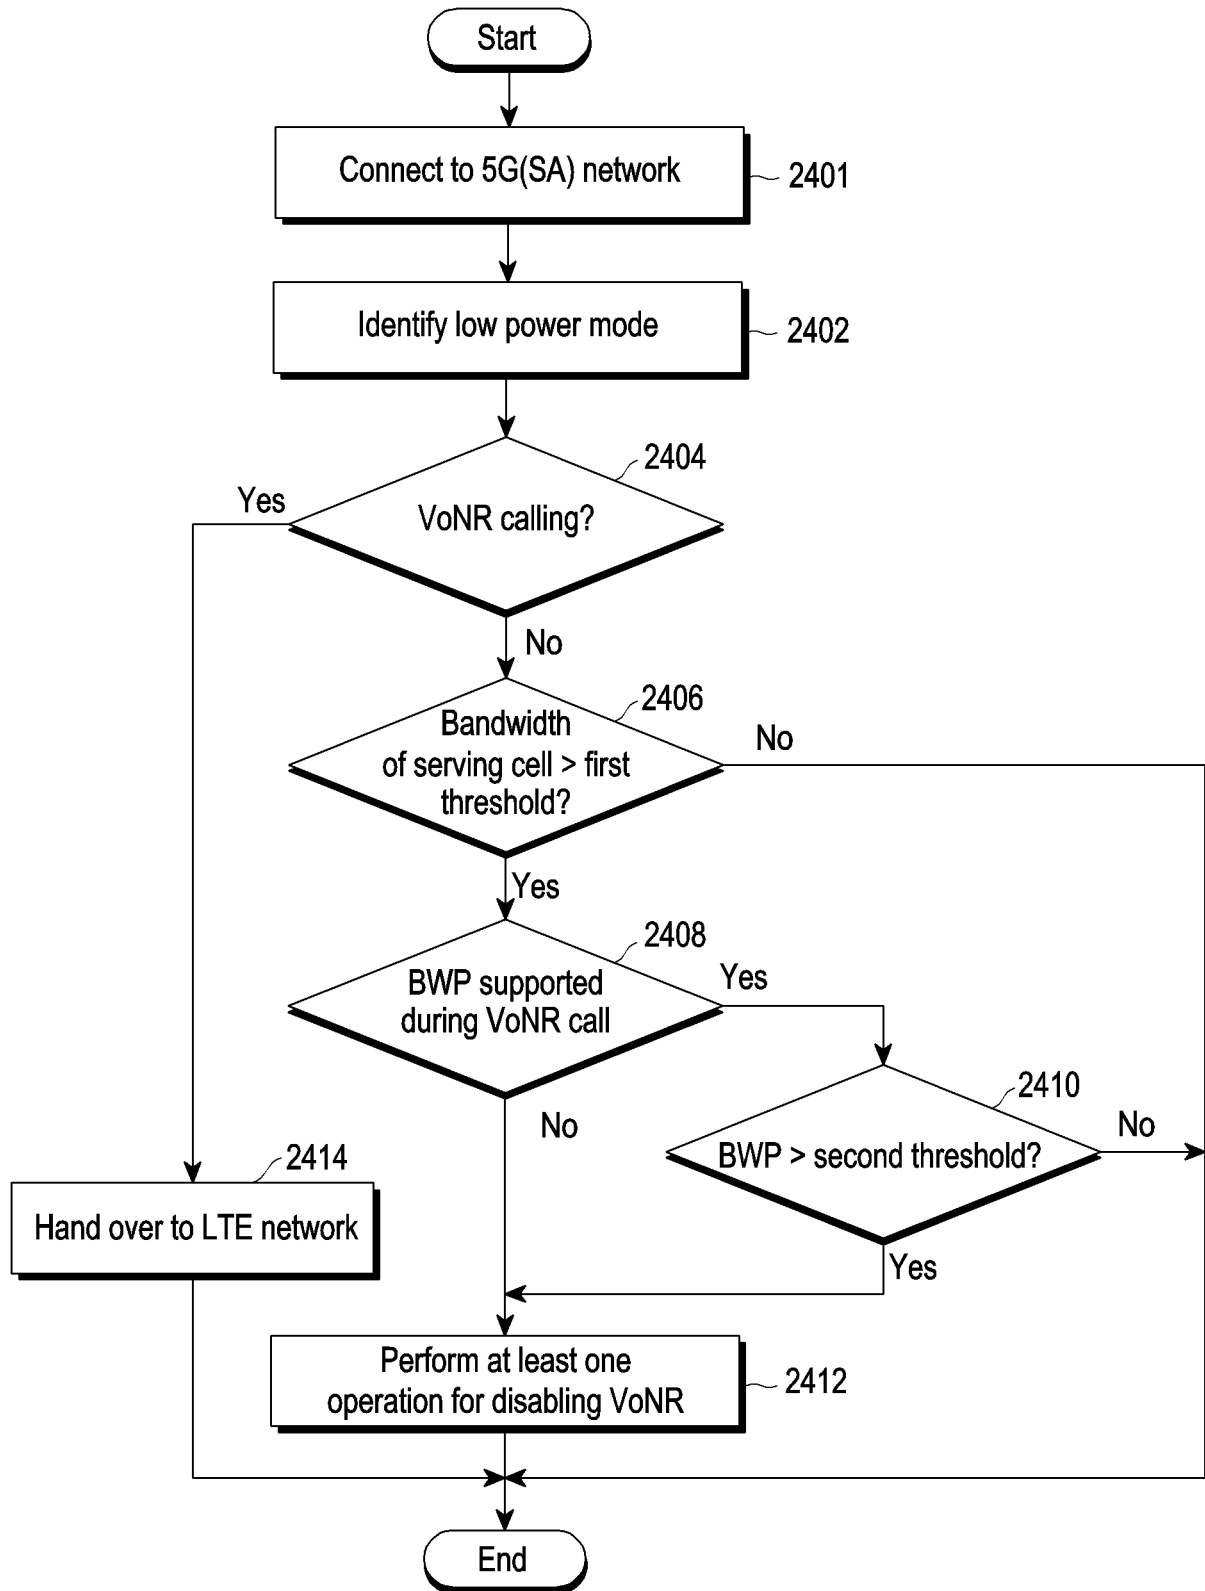 Start
Connect to 5G(SA) network
2401
Identify low power mode
2402
2404
Yes
VoNR calling?
No
2406
Bandwidth
of serving cell > first
threshold?
No
Yes
2408
BWP supported
during VoNR call
Yes
No
2410
BWP > second threshold?
No
Yes
2414
Hand over to LTE network
Perform at least one
operation for disabling VoNR
2412
End